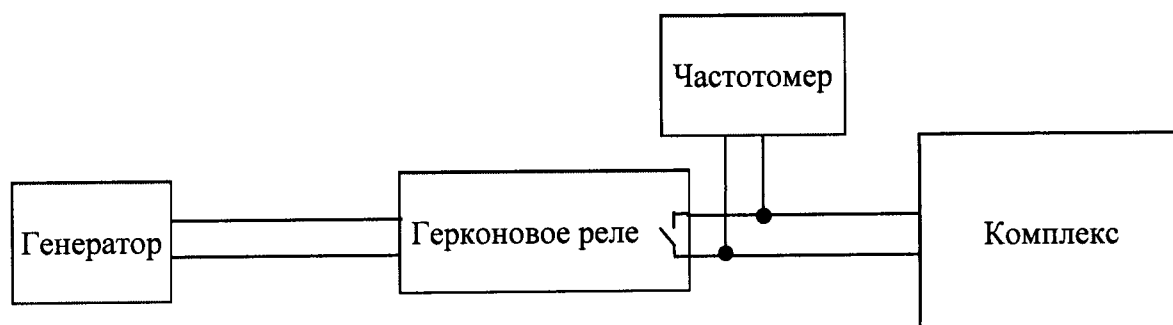 Частотомер
Генератор
Герконовое реле
Комплекс